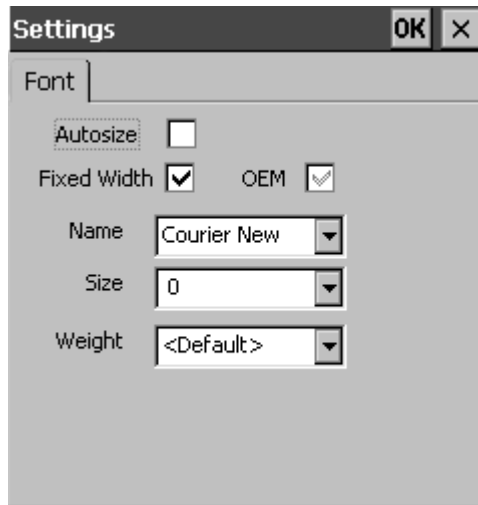 Settings OK ×
Font
Autosize
Fixed Width OEM
Name Courier New
Size 0
Weight <Default>